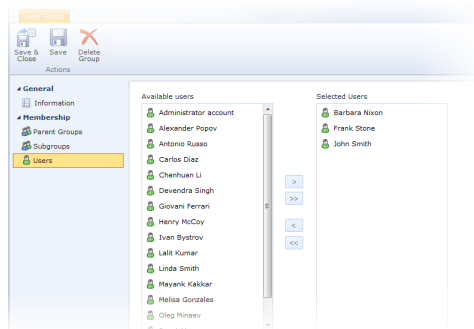 Save & Close
Save
Delete Group
Actions
General
Information
Membership
Parent Groups
Subgroups
Users
Available users
Administrator account
Alexander Popov
Antonio Russo
Carlos Diaz
Chenhuan Li
Devendra Singh
Giovani Ferrari
Henry McCoy
Ivan Bystrov
Lalit Kumar
Linda Smith
Mayank Kakkar
Melisa Gonzales
Oleg Minaev
>
>>
<
<<
Selected Users
Barbara Nixon
Frank Stone
John Smith